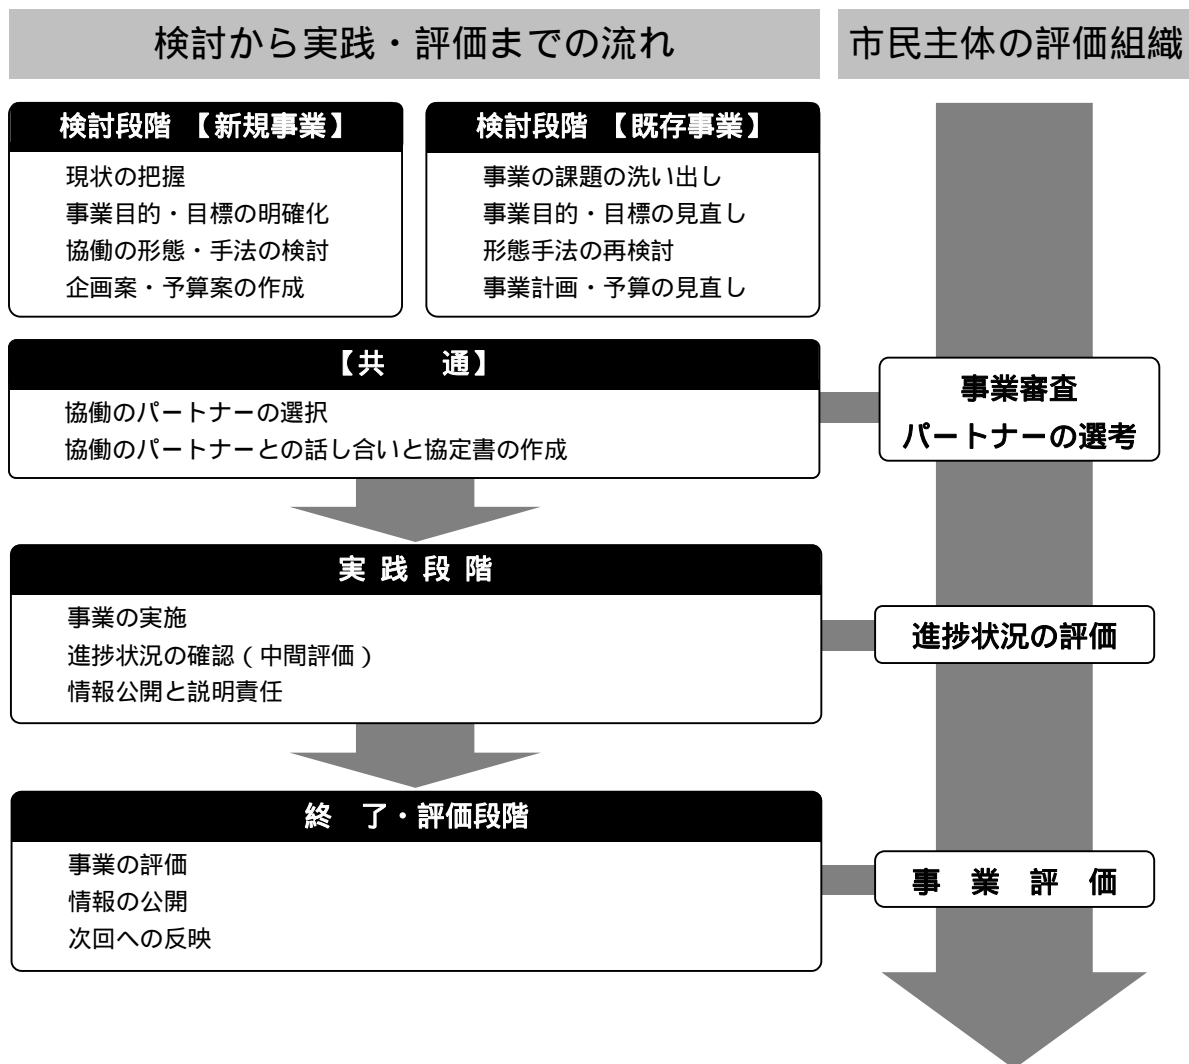 検討から実践・評価までの流れ
市民主体の評価組織
検討段階 【新規事業】
現状の把握
事業目的・目標の明確化
協働の形態・手法の検討
企画案・予算案の作成
検討段階 【既存事業】
事業の課題の洗い出し
事業目的・目標の見直し
形態手法の再検討
事業計画・予算の見直し
【共　　通】
協働のパートナーの選択
協働のパートナーとの話し合いと協定書の作成
事業審査
パートナーの選考
実 践 段 階
事業の実施
進捗状況の確認（中間評価）
情報公開と説明責任
進捗状況の評価
終　了・評価段階
事業の評価
情報の公開
次回への反映
事　業　評　価